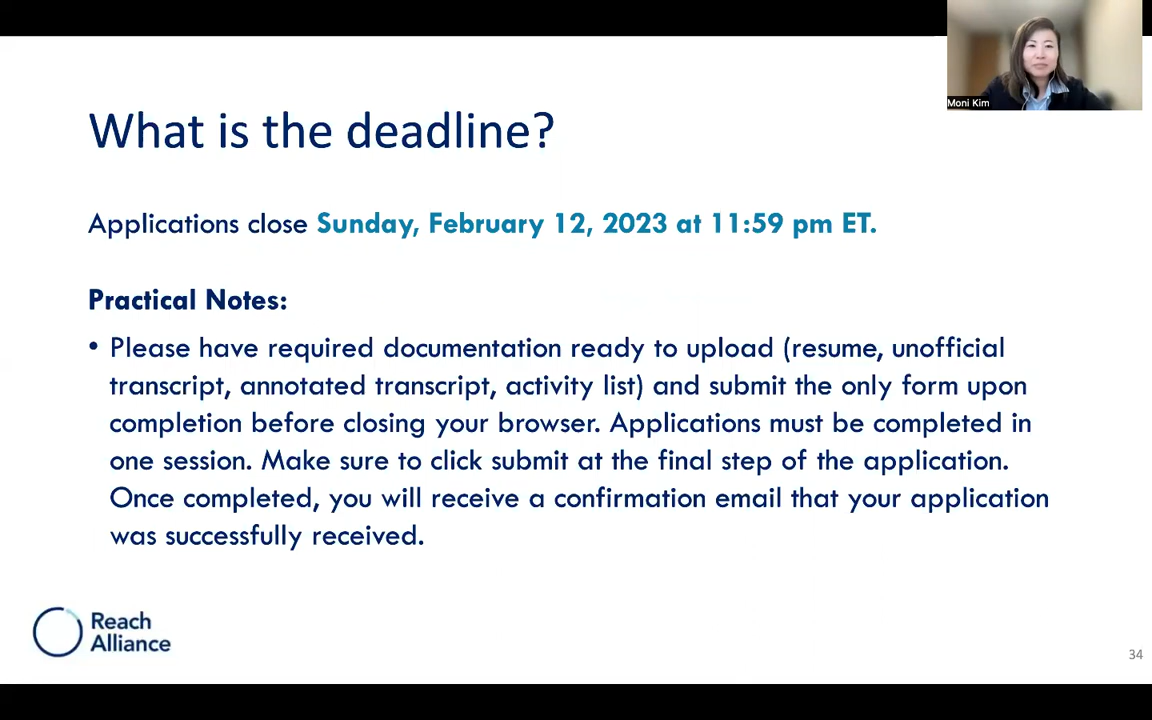 Moni Kim
What is the deadline?
Applications close Sunday, February 12, 2023 at 11:59 pm ET.
Practical Notes:
• Please have required documentation ready to upload (resume, unofficial
transcript, annotated transcript, activity list) and submit the only form upon
completion before closing your browser. Applications must be completed in
one session. Make sure to click submit at the final step of the application.
Once completed, you will receive a confirmation email that your application
was successfully received.
Reach
Alliance
34